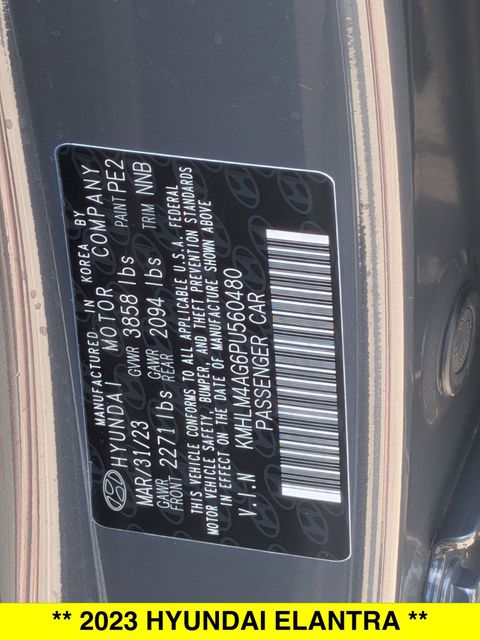 MANUFACTURED IN KOREA BY
HYUNDAI MOTOR COMPANY
MAR/31/23 GVWR 3858 lbs PAINT PE2
GAWR FRONT 2271 lbs GAWR REAR 2094 lbs TRIM NNB
THIS VEHICLE CONFORMS TO ALL APPLICABLE U.S.A. FEDERAL
MOTOR VEHICLE SAFETY, BUMPER, AND THEFT PREVENTION STANDARDS
IN EFFECT ON THE DATE OF MANUFACTURE SHOWN ABOVE
V.I.N KMHLM4AG6PU560480
PASSENGER CAR
** 2023 HYUNDAI ELANTRA **